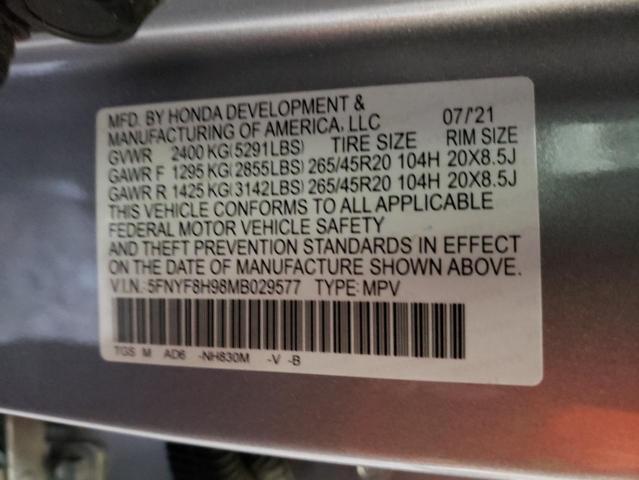 MFD. BY HONDA DEVELOPMENT & MANUFACTURING OF AMERICA, LLC 07/'21
GVWR 2400 KG(5291LBS) TIRE SIZE RIM SIZE
GAWR F 1295 KG(2855LBS) 265/45R20 104H 20X8.5J
GAWR R 1425 KG(3142LBS) 265/45R20 104H 20X8.5J
THIS VEHICLE CONFORMS TO ALL APPLICABLE
FEDERAL MOTOR VEHICLE SAFETY
AND THEFT PREVENTION STANDARDS IN EFFECT
ON THE DATE OF MANUFACTURE SHOWN ABOVE.
V.I.N.: 5FNYF8H98MB029577 TYPE: MPV
TGS M AD6 -NH830M -V -B